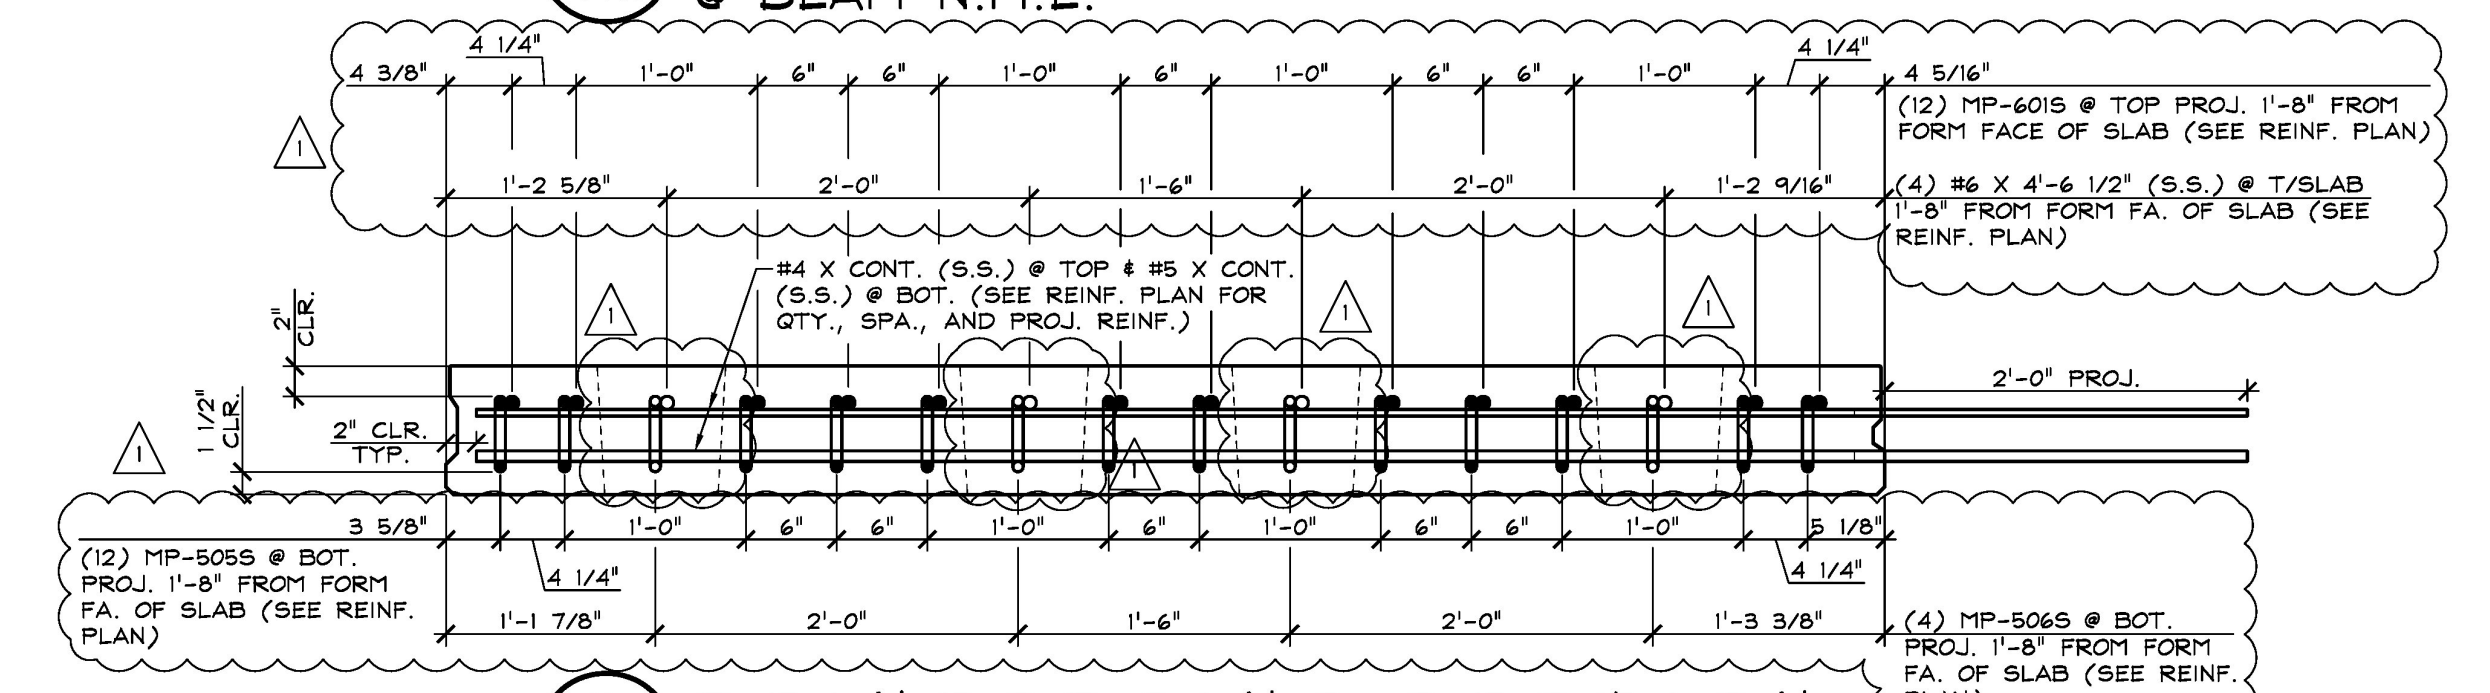 @ BEAM N.M.E.
4 1/4" 4 1/4"
4 3/8" 1'-0" 6" 6" 1'-0" 6" 1'-0" 6" 6" 1'-0" 4 5/16"
(12) MP-601S @ TOP PROJ. 1'-8" FROM
FORM FACE OF SLAB (SEE REINF. PLAN)
1
1'-2 5/8" 2'-0" 1'-6" 2'-0" 1'-2 9/16"
(4) #6 X 4'-6 1/2" (S.S.) @ T/SLAB
1'-8" FROM FORM FA. OF SLAB (SEE
REINF. PLAN)
#4 X CONT. (S.S.) @ TOP & #5 X CONT.
(S.S.) @ BOT. (SEE REINF. PLAN FOR
QTY., SPA., AND PROJ. REINF.)
1 1 1
2"
CLR.
2'-0" PROJ.
1 1/2"
CLR.
2" CLR.
TYP.
1
1
3 5/8" 1'-0" 6" 6" 1'-0" 6" 1'-0" 6" 6" 1'-0" 5 1/8"
(12) MP-505S @ BOT.
PROJ. 1'-8" FROM FORM
FA. OF SLAB (SEE REINF.
PLAN)
4 1/4" 4 1/4"
1'-1 7/8" 2'-0" 1'-6" 2'-0" 1'-3 3/8"
(4) MP-506S @ BOT.
PROJ. 1'-8" FROM FORM
FA. OF SLAB (SEE REINF.
PLAN)